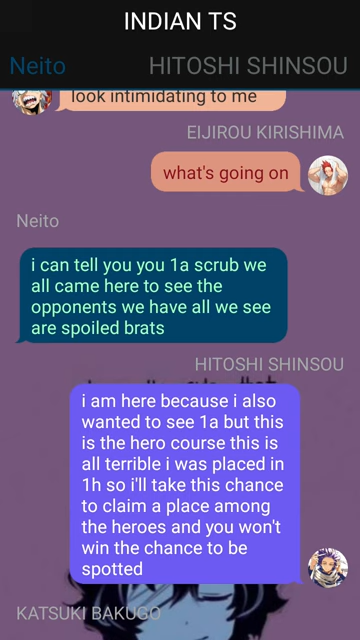 INDIAN TS
Neito HITOSHI SHINSOU
look intimidating to me
EIJIROU KIRISHIMA
what's going on
Neito
i can tell you you 1a scrub we
all came here to see the
opponents we have all we see
are spoiled brats
HITOSHI SHINSOU
i am here because i also
wanted to see 1a but this
is the hero course this is
all terrible i was placed in
1h so i'll take this chance
to claim a place among
the heroes and you won't
win the chance to be
spotted
KATSUKI BAKUGO